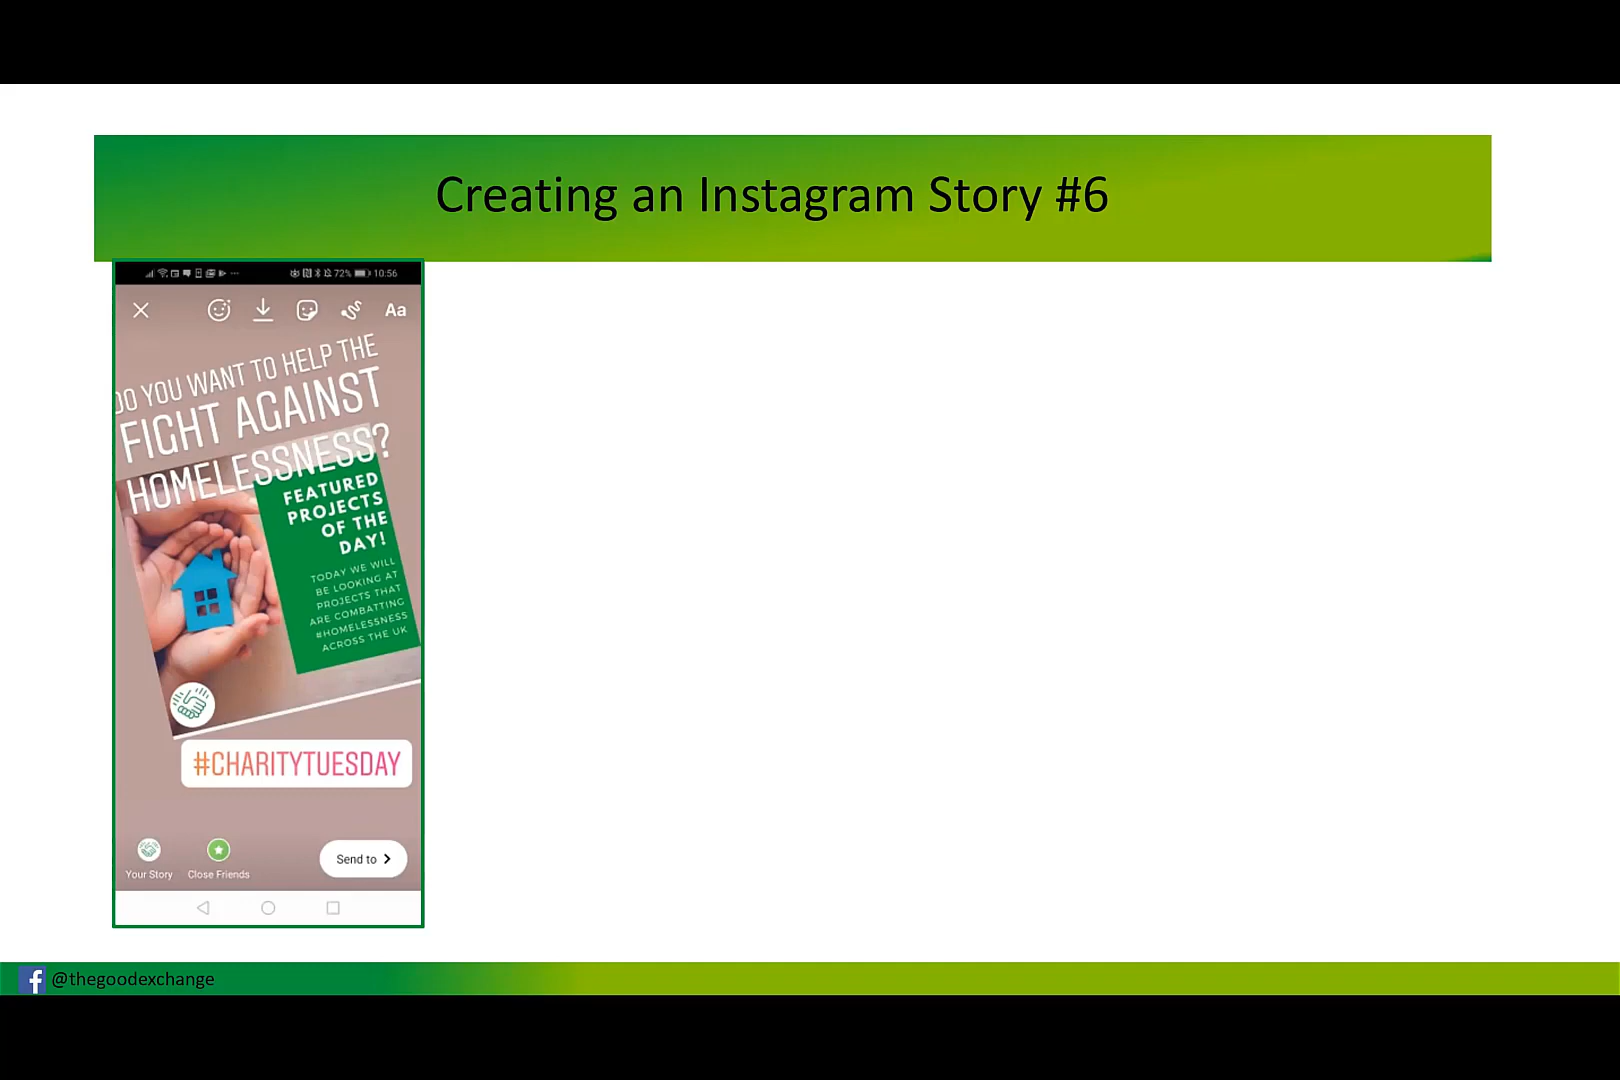 Creating an Instagram Story #6
72% 10:56
Aa
DO YOU WANT TO HELP THE
FIGHT AGAINST
HOMELESSNESS?
FEATURED
PROJECTS
OF THE
DAY!
TODAY WE WILL
BE LOOKING AT
PROJECTS THAT
ARE COMBATTING
#HOMELESSNESS
ACROSS THE UK
#CHARITYTUESDAY
Your Story
Close Friends
Send to
@thegoodexchange